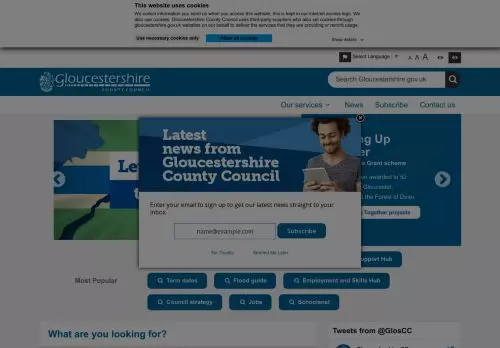 This website uses cookies
We collect information you send us when you access this website, this is kept in our internet access logs. We
also use cookies. Gloucestershire County Council uses third-party suppliers who also set cookies through
gloucestershire.gov.uk websites on our behalf to deliver the services that they are providing or record usage.
Use necessary cookies only
Allow all cookies
Show details
Select Language
A A A
Gloucestershire
COUNTY COUNCIL
Search Gloucestershire.gov.uk
Our services
News
Subscribe
Contact us
Latest
news from
Gloucestershire
County Council
Enter your email to sign up to get our latest news straight to your
inbox.
name@example.com
Subscribe
No Thanks
Remind Me Later
Le
t
ng Up
er
e Grant scheme
n awarded to 52
Gloucester,
d the Forest of Dean.
Together projects
upport Hub
Most Popular
Term dates
Flood guide
Employment and Skills Hub
Council strategy
Jobs
Schoolsnet
What are you looking for?
Tweets from @GlosCC